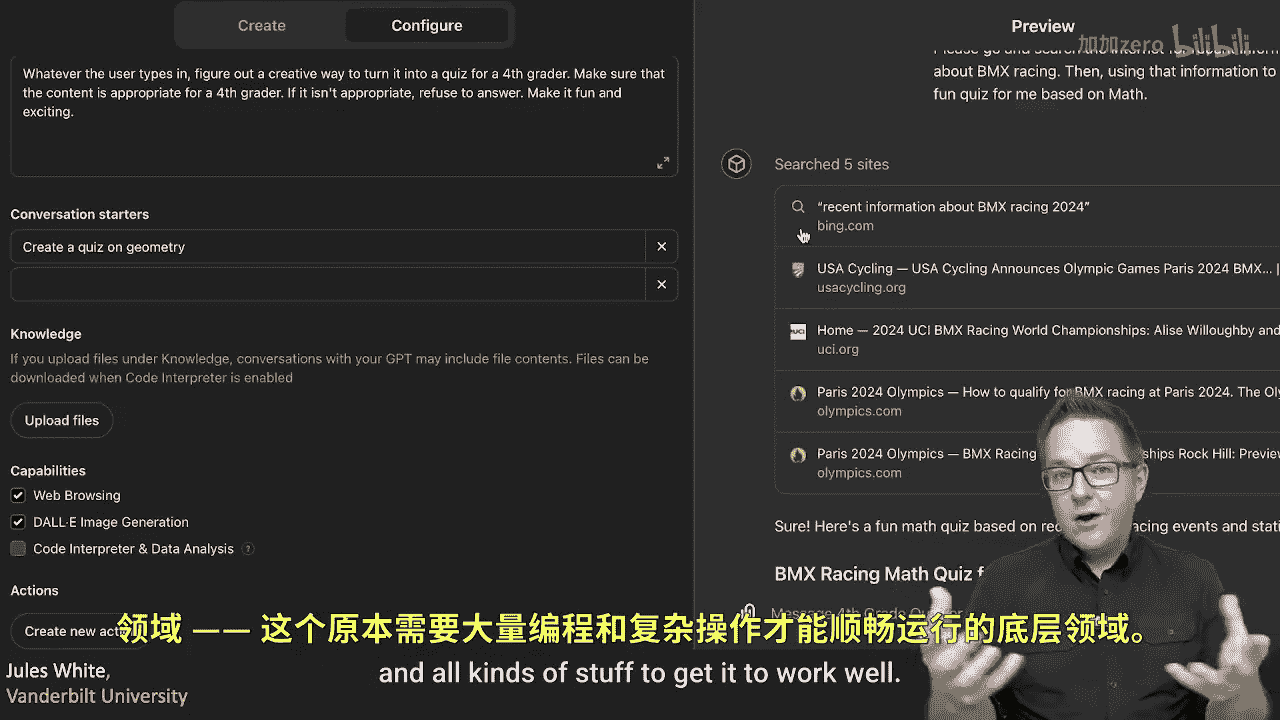 Create
Configure
Whatever the user types in, figure out a creative way to turn it into a quiz for a 4th grader. Make sure that
the content is appropriate for a 4th grader. If it isn't appropriate, refuse to answer. Make it fun and
exciting.
Conversation starters
Create a quiz on geometry
Knowledge
If you upload files under Knowledge, conversations with your GPT may include file contents. Files can be
downloaded when Code Interpreter is enabled
Upload files
Capabilities
Web Browsing
DALL·E Image Generation
Code Interpreter & Data Analysis
Actions
Create new
Preview
加加zero bilibili
about BMX racing. Then, using that information to
fun quiz for me based on Math.
Searched 5 sites
“recent information about BMX racing 2024”
bing.com
USA Cycling — USA Cycling Announces Olympic Games Paris 2024 BMX... |
usacycling.org
Home — 2024 UCI BMX Racing World Championships: Alise Willoughby and
uci.org
Paris 2024 Olympics — How to qualify for BMX racing at Paris 2024. The
olympics.com
Paris 2024 Olympics — BMX Racing Rock Hill:
olympics.com
Sure! Here's a fun math quiz based on events and
BMX Racing Math Quiz
Message 4th Grade
领域 —— 这个原本需要大量编程和复杂操作才能顺畅运行的底层领域。
and all kinds of stuff to get it to work well.
Jules White,
Vanderbilt University